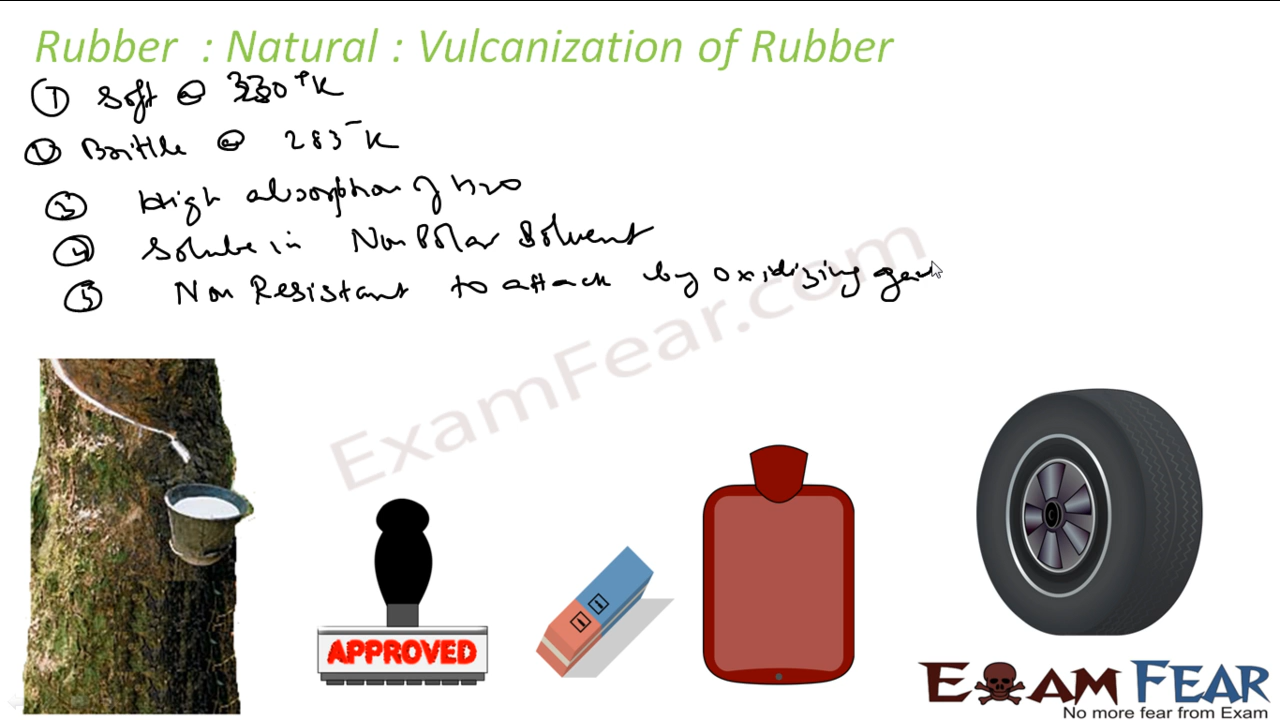 Rubber : Natural : Vulcanization of Rubber
① Soft @ 330⁺K
② Brittle @ 283⁻K
③ High absorption of H2O
④ Soluble in Non Polar Solvent
⑤ Non Resistant to attack by oxidizing
ExamFear.com
APPROVED
EXAM FEAR
No more fear from Exam